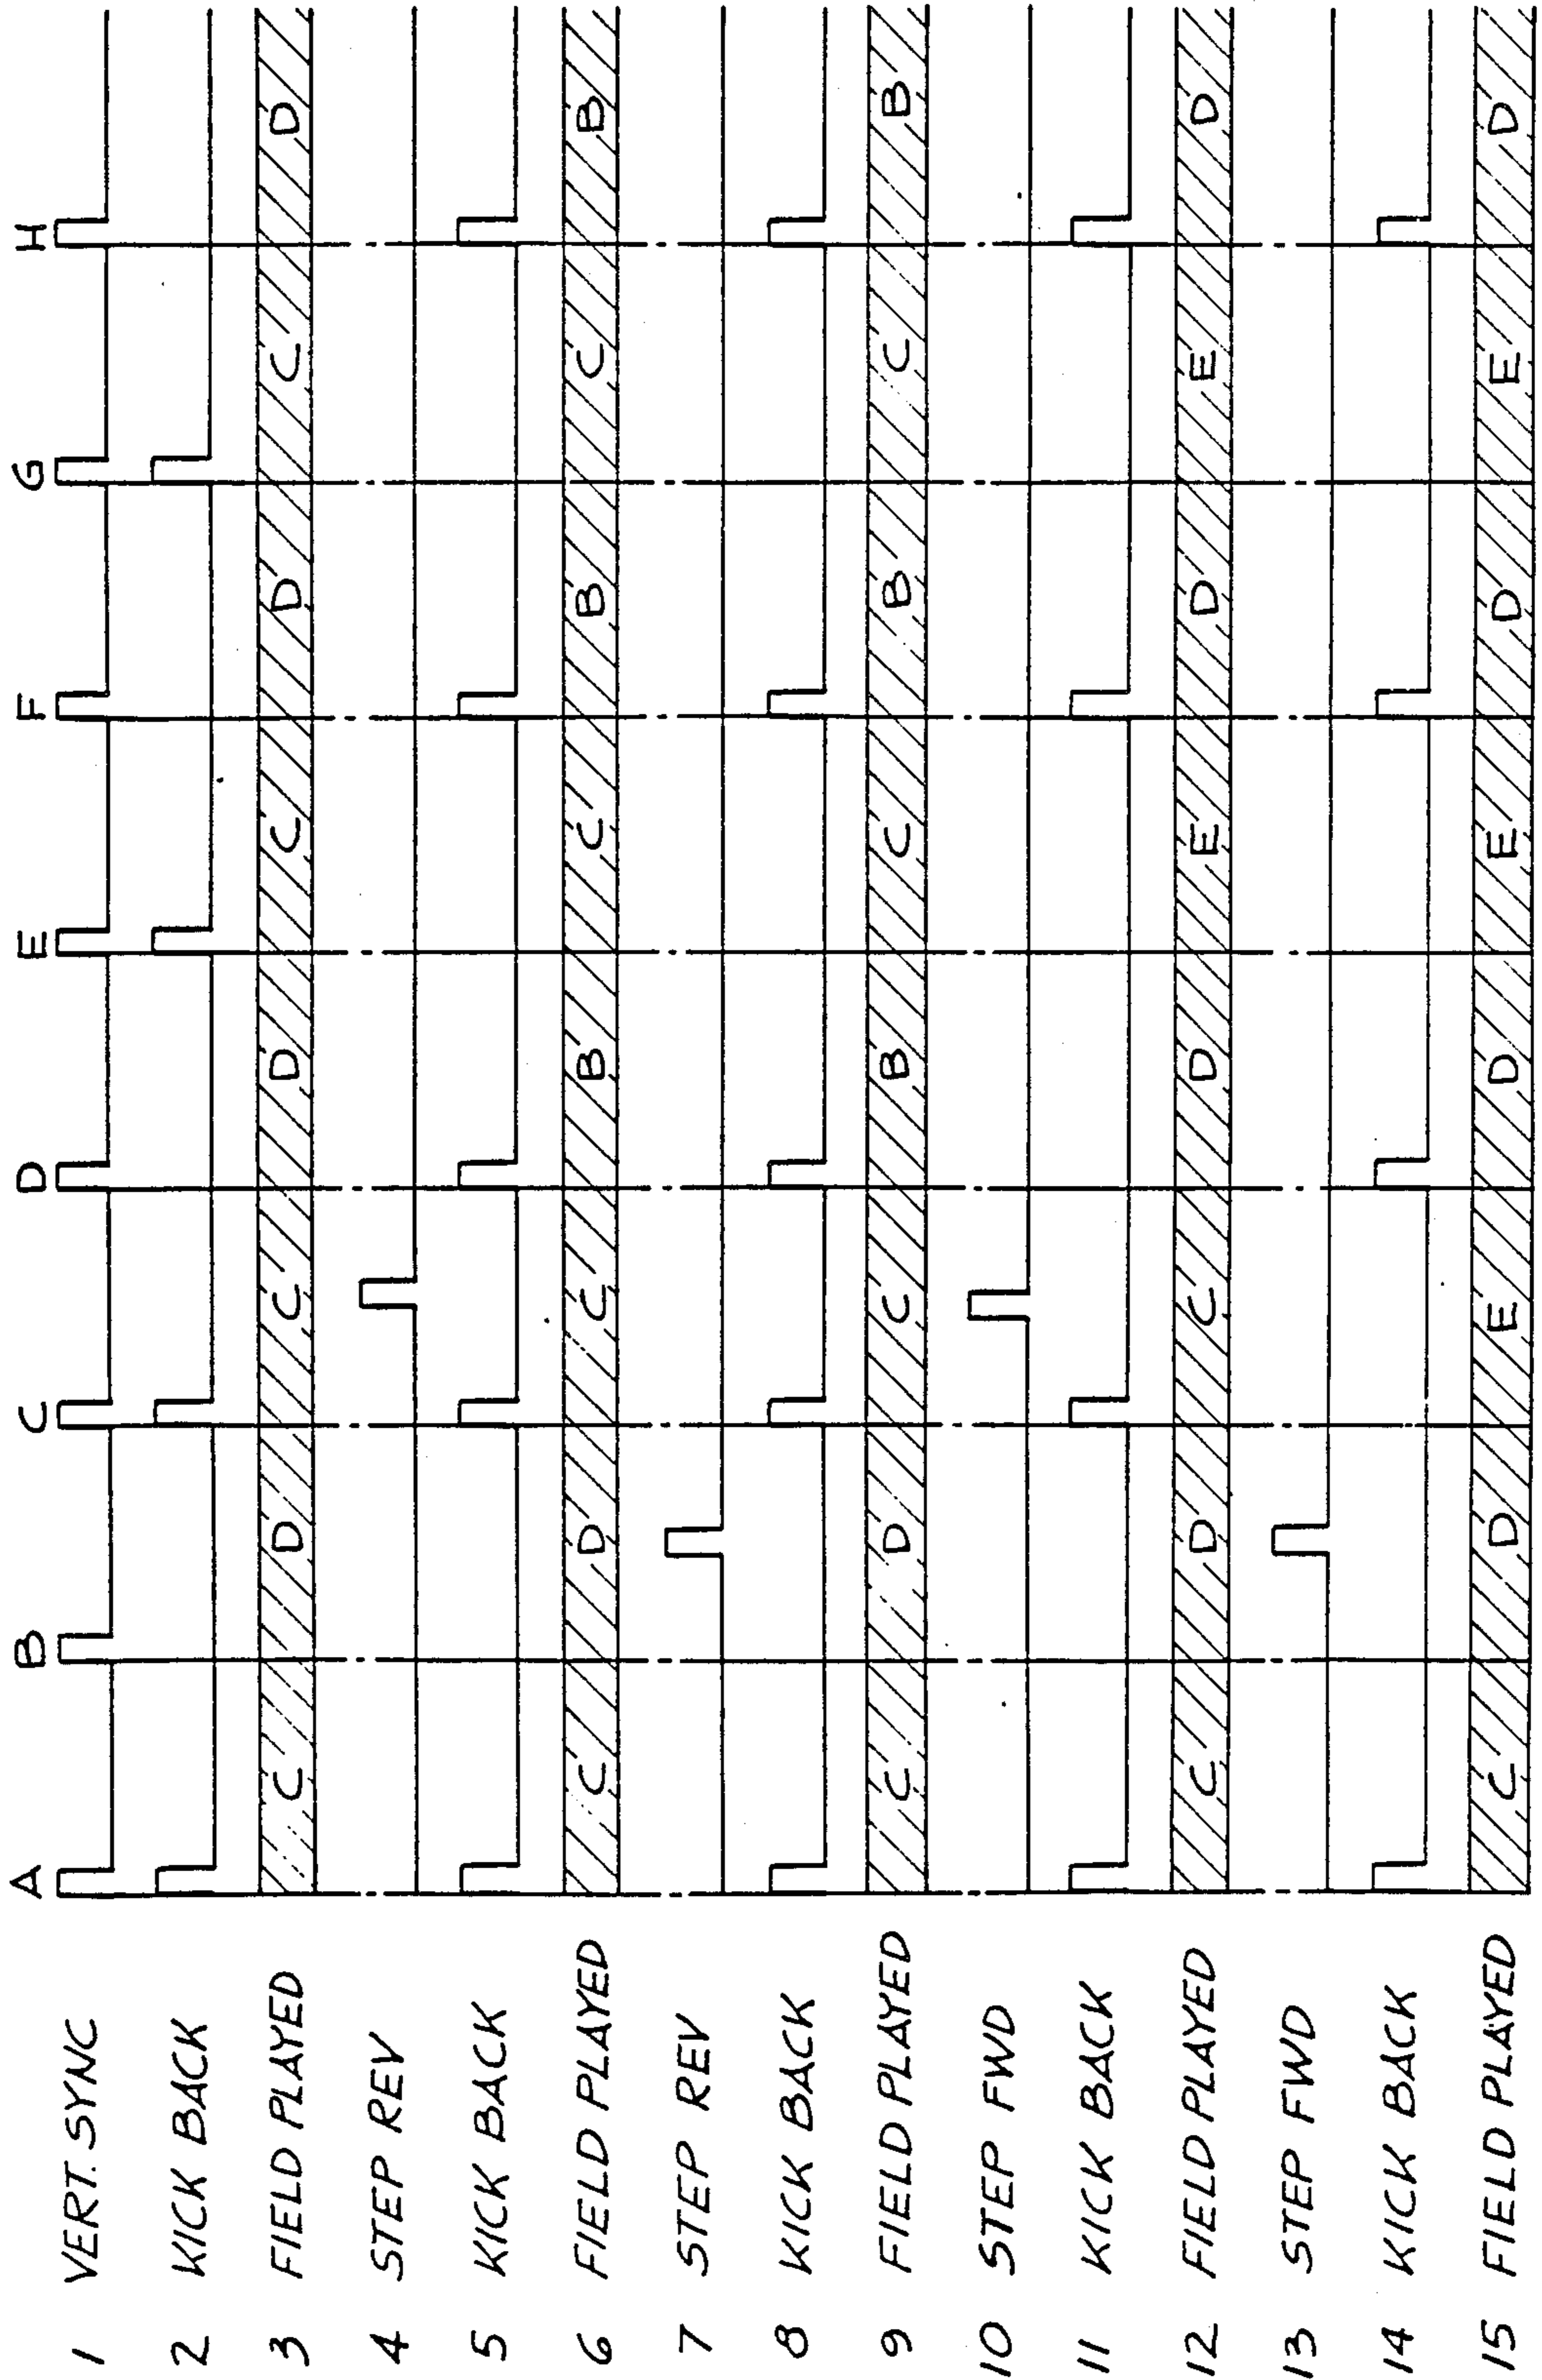 A B C D E F G H
1 VERT. SYNC
2 KICK BACK
3 FIELD PLAYED C D C D C D C D
4 STEP REV
5 KICK BACK
6 FIELD PLAYED C D C B C B C B
7 STEP REV
8 KICK BACK
9 FIELD PLAYED C D C B C B C B
10 STEP FWD
11 KICK BACK
12 FIELD PLAYED C D C D E D E D
13 STEP FWD
14 KICK BACK
15 FIELD PLAYED C D E D E D E D